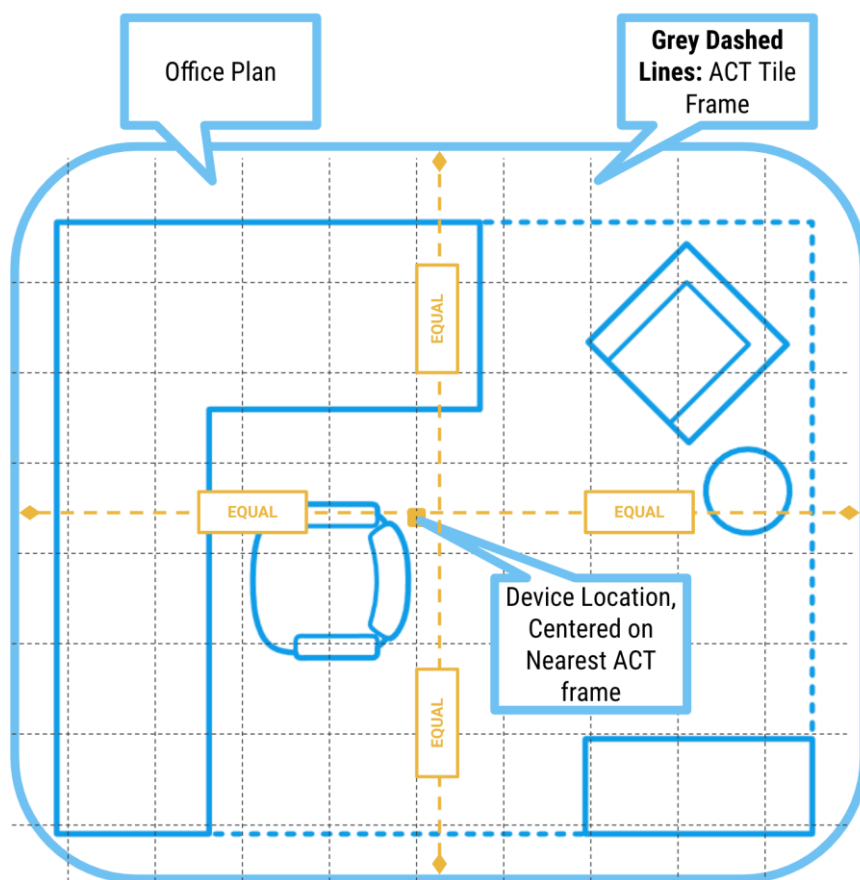 Office Plan
Grey Dashed
Lines: ACT Tile
Frame
EQUAL
EQUAL
EQUAL
Device Location,
Centered on
Nearest ACT
frame
EQUAL